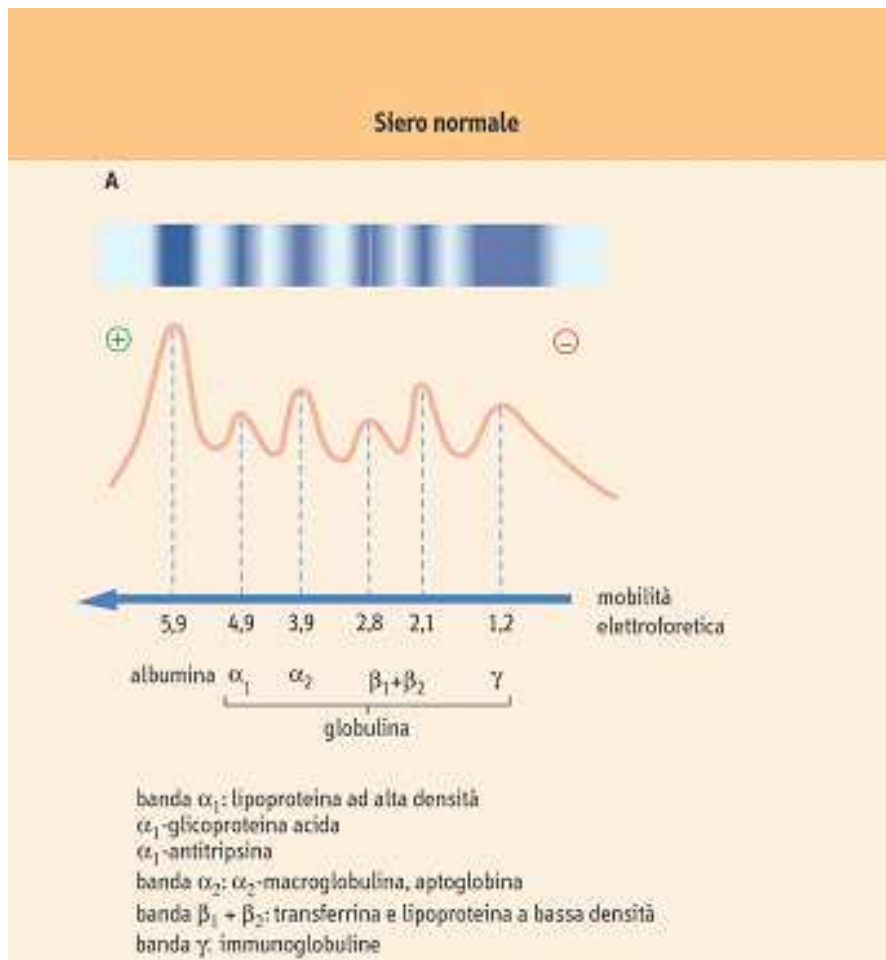 Siero normale
A
+
−
mobilità
elettroforetica
5,9 4,9 3,9 2,8 2,1 1,2
albumina α₁ α₂ β₁+β₂ γ
globulina
banda α₁: lipoproteina ad alta densità
α₁-glicoproteina acida
α₁-antitripsina
banda α₂: α₂-macroglobulina, aptoglobina
banda β₁ + β₂: transferrina e lipoproteina a bassa densità
banda γ: immunoglobuline